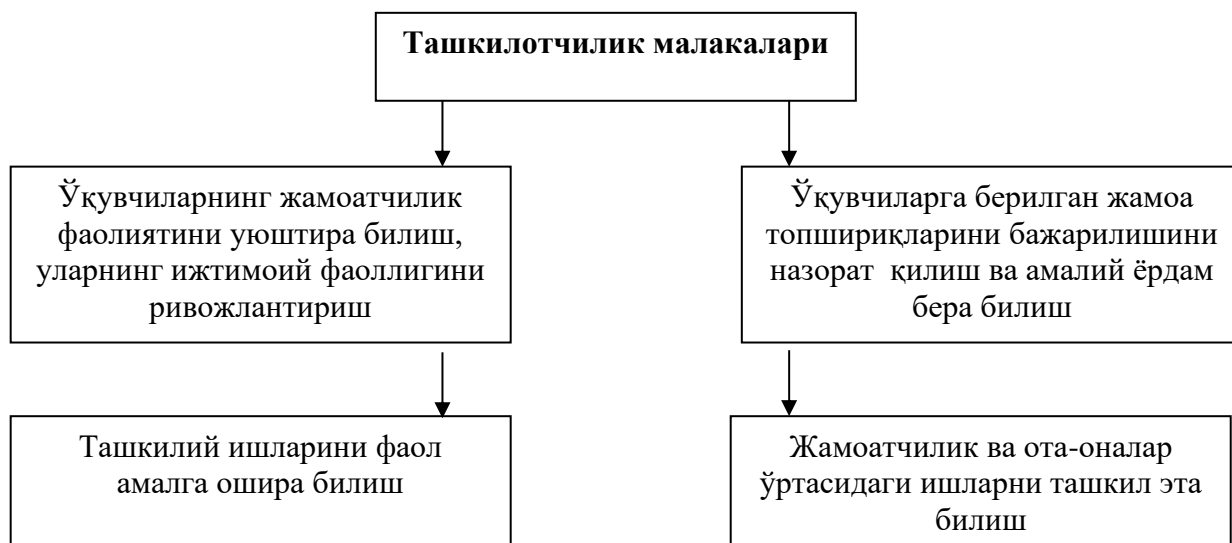 Ташкилотчилик малакалари
Ўқувчиларнинг жамоатчилик
фаолиятини уюштира билиш,
уларнинг ижтимоий фаоллигини
ривожлантириш
Ўқувчиларга берилган жамоа
топшириқларини бажарилишини
назорат қилиш ва амалий ёрдам
бера билиш
Ташкилий ишларини фаол
амалга ошира билиш
Жамоатчилик ва ота-оналар
ўртасидаги ишларни ташкил эта
билиш